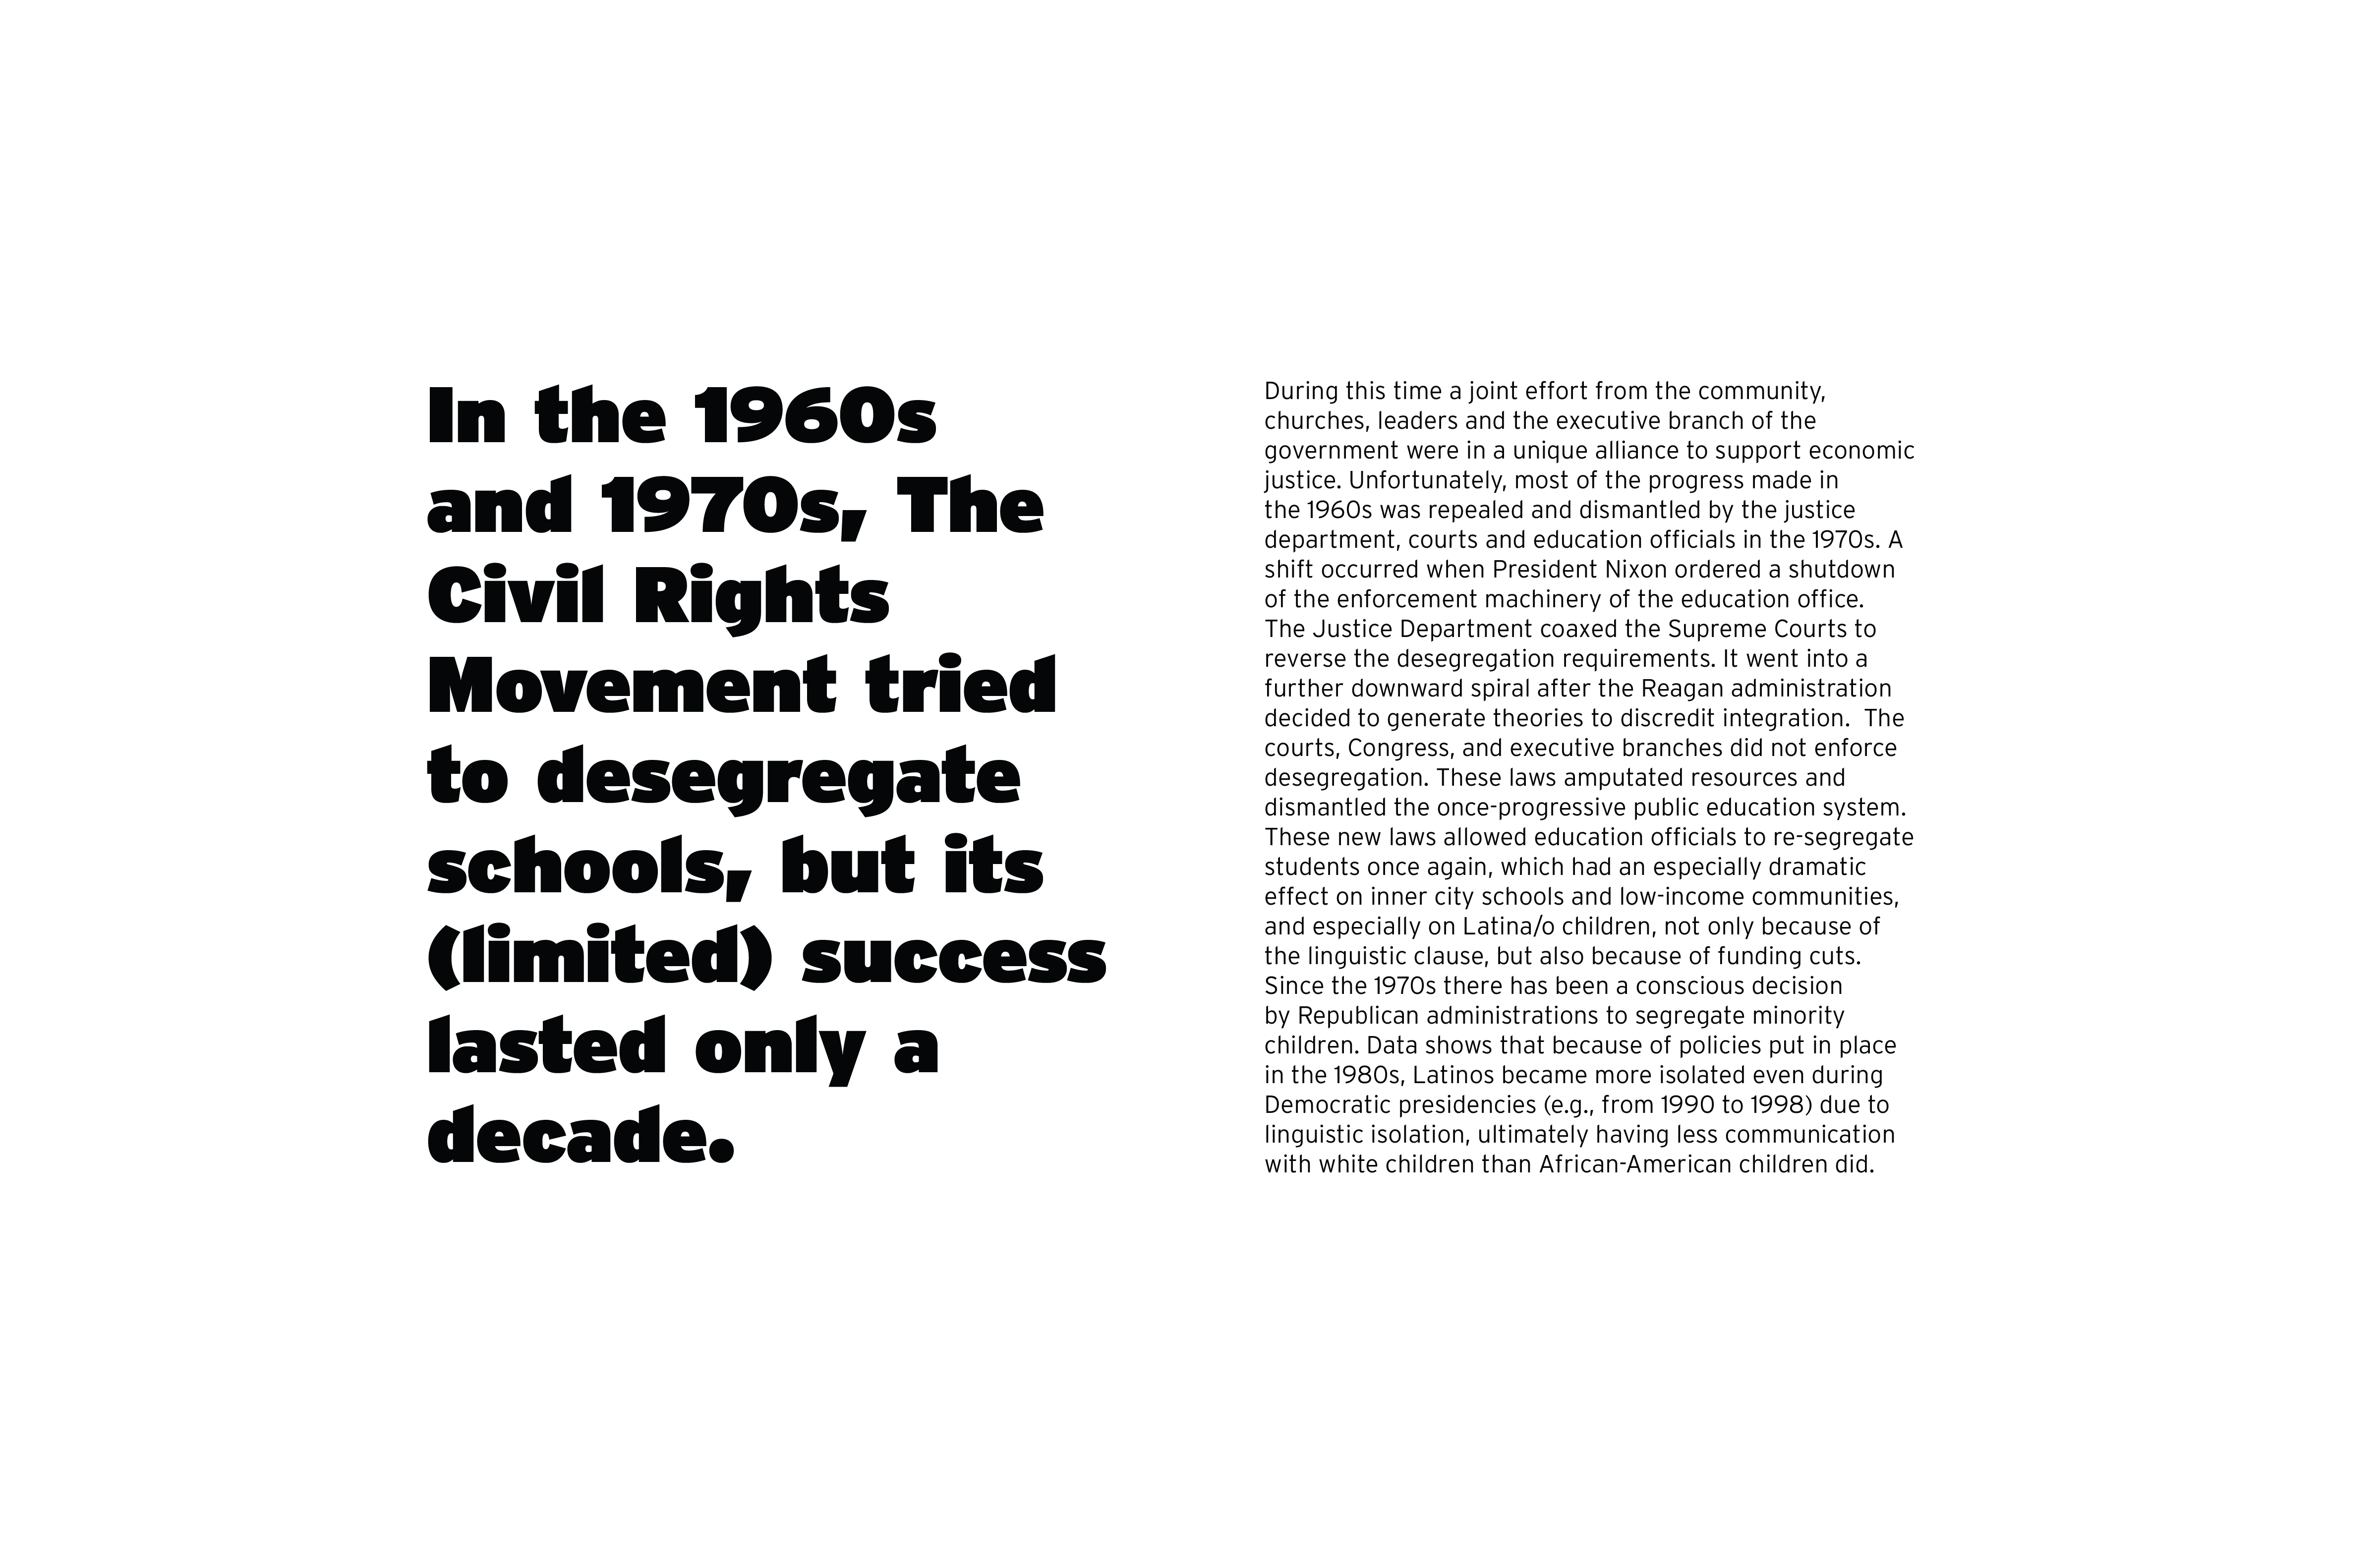 In the 1960s
and 1970s, The
Civil Rights
Movement tried
to desegregate
schools, but its
(limited) success
lasted only a
decade.
During this time a joint effort from the community,
churches, leaders and the executive branch of the
government were in a unique alliance to support economic
justice. Unfortunately, most of the progress made in
the 1960s was repealed and dismantled by the justice
department, courts and education officials in the 1970s. A
shift occurred when President Nixon ordered a shutdown
of the enforcement machinery of the education office.
The Justice Department coaxed the Supreme Courts to
reverse the desegregation requirements. It went into a
further downward spiral after the Reagan administration
decided to generate theories to discredit integration.  The
courts, Congress, and executive branches did not enforce
desegregation. These laws amputated resources and
dismantled the once-progressive public education system.
These new laws allowed education officials to re-segregate
students once again, which had an especially dramatic
effect on inner city schools and low-income communities,
and especially on Latina/o children, not only because of
the linguistic clause, but also because of funding cuts.
Since the 1970s there has been a conscious decision
by Republican administrations to segregate minority
children. Data shows that because of policies put in place
in the 1980s, Latinos became more isolated even during
Democratic presidencies (e.g., from 1990 to 1998) due to
linguistic isolation, ultimately having less communication
with white children than African-American children did.